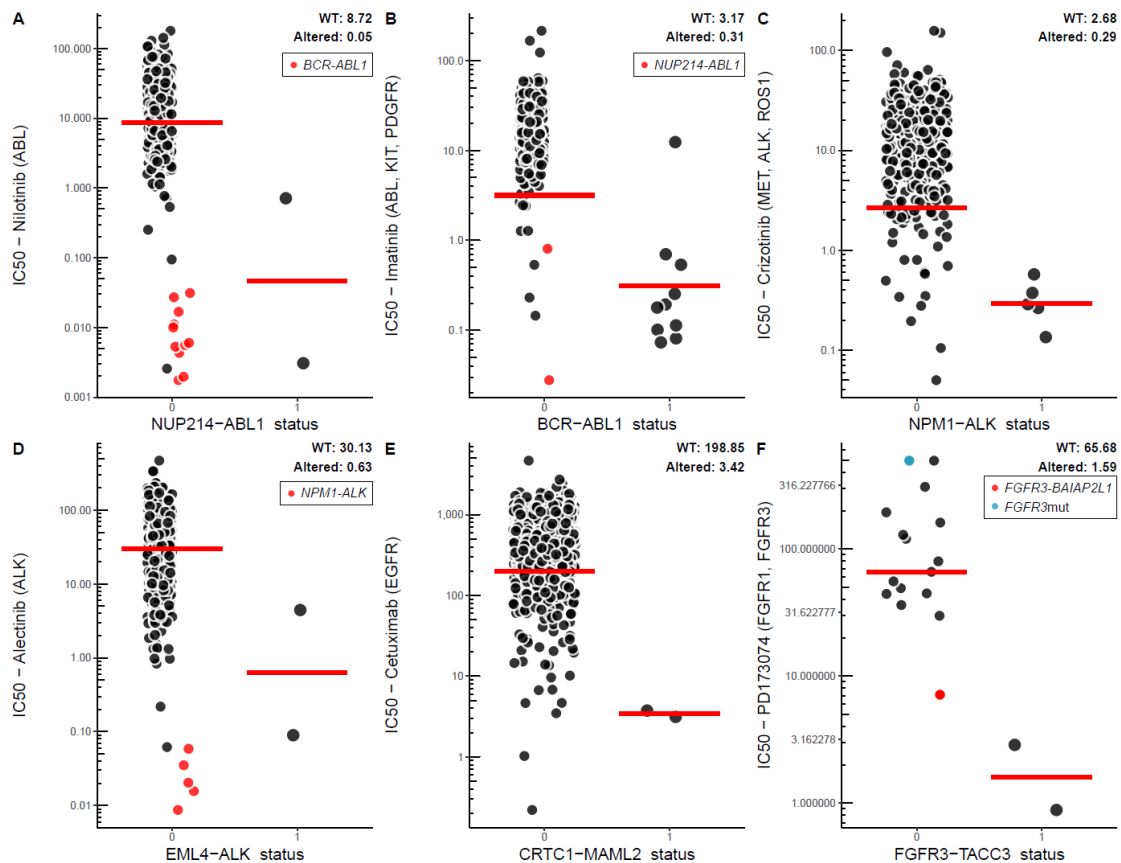 A
WT: 8.72
Altered: 0.05
BCR-ABL1
IC50 − Nilotinib (ABL)
100.000
10.000
1.000
0.100
0.010
0.001
0
1
NUP214−ABL1 status
B
WT: 3.17
Altered: 0.31
NUP214-ABL1
IC50 − Imatinib (ABL, KIT, PDGFR)
100.0
10.0
1.0
0.1
0
1
BCR−ABL1 status
C
WT: 2.68
Altered: 0.29
IC50 − Crizotinib (MET, ALK, ROS1)
100.0
10.0
1.0
0.1
0
1
NPM1−ALK status
D
WT: 30.13
Altered: 0.63
NPM1-ALK
IC50 − Alectinib (ALK)
100.00
10.00
1.00
0.10
0.01
0
1
EML4−ALK status
E
WT: 198.85
Altered: 3.42
IC50 − Cetuximab (EGFR)
1,000
100
10
1
0
1
CRTC1−MAML2 status
F
WT: 65.68
Altered: 1.59
FGFR3-BAIAP2L1
FGFR3mut
IC50 − PD173074 (FGFR1, FGFR3)
316.227766
100.000000
31.622777
10.000000
3.162278
1.000000
0
1
FGFR3−TACC3 status